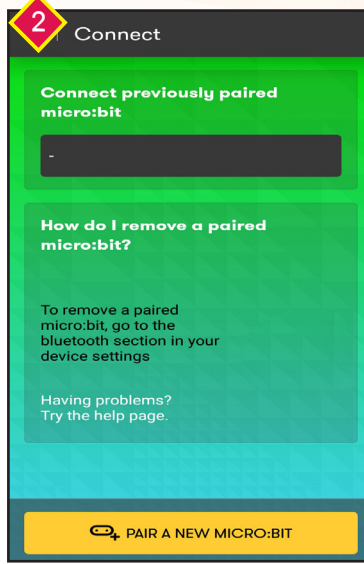 2
Connect
Connect previously paired
micro:bit
-
How do I remove a paired
micro:bit?
To remove a paired
micro:bit, go to the
bluetooth section in your
device settings
Having problems?
Try the help page.
PAIR A NEW MICRO:BIT